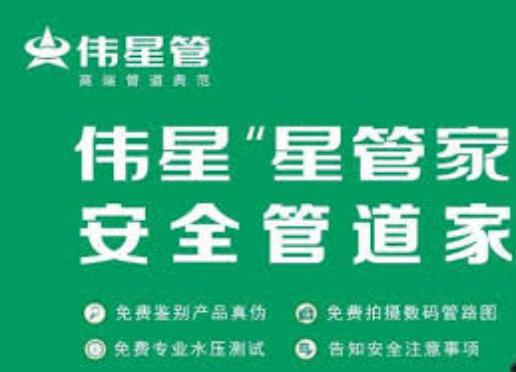 伟星管
高端管道典范
伟星“星管家
安全管道家
免费鉴别产品真伪 免费拍摄数码管路图
免费专业水压测试 告知安全注意事项